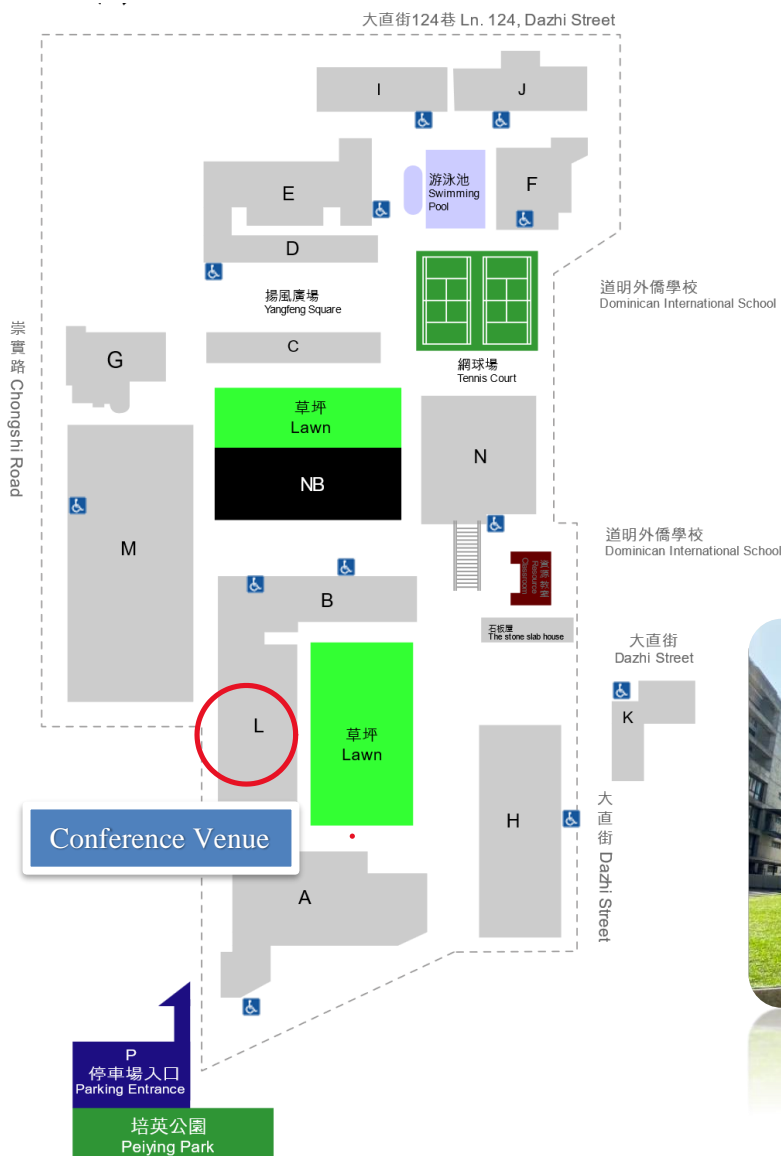 大直街124巷 Ln. 124, Dazhi Street
I
J
E
游泳池
Swimming
Pool
F
D
揚風廣場
Yangfeng Square
道明外僑學校
Dominican International School
崇實路 Chongshi Road
G
C
網球場
Tennis Court
草坪
Lawn
N
NB
M
道明外僑學校
Dominican International School
Resource
Classroom
B
石板屋
The stone slab house
大直街
Dazhi Street
K
L
草坪
Lawn
H
大直街 Dazhi Street
Conference Venue
A
P
停車場入口
Parking Entrance
培英公園
Peiying Park